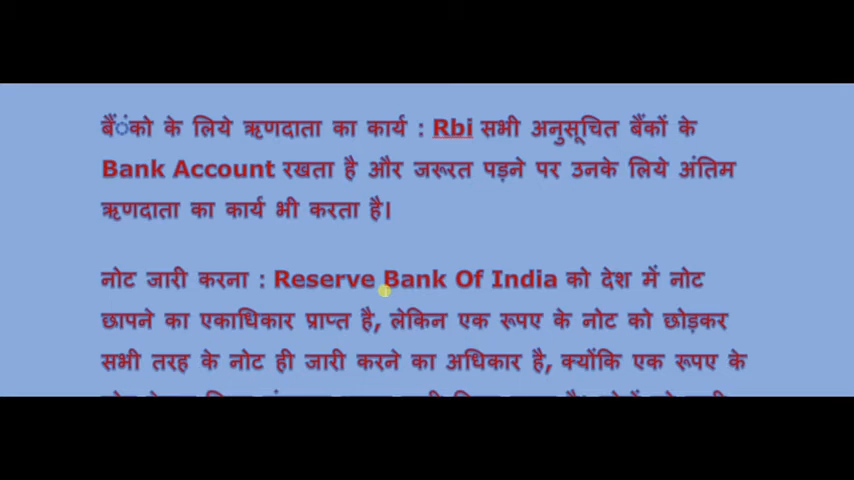 बैंंको के लिये ऋणदाता का कार्य : Rbi सभी अनुसूचित बैंकों के
Bank Account रखता है और जरूरत पड़ने पर उनके लिये अंतिम
ऋणदाता का कार्य भी करता है।
नोट जारी करना : Reserve Bank Of India को देश में नोट
छापने का एकाधिकार प्राप्त है, लेकिन एक रूपए के नोट को छोड़कर
सभी तरह के नोट ही जारी करने का अधिकार है, क्योंकि एक रूपए के